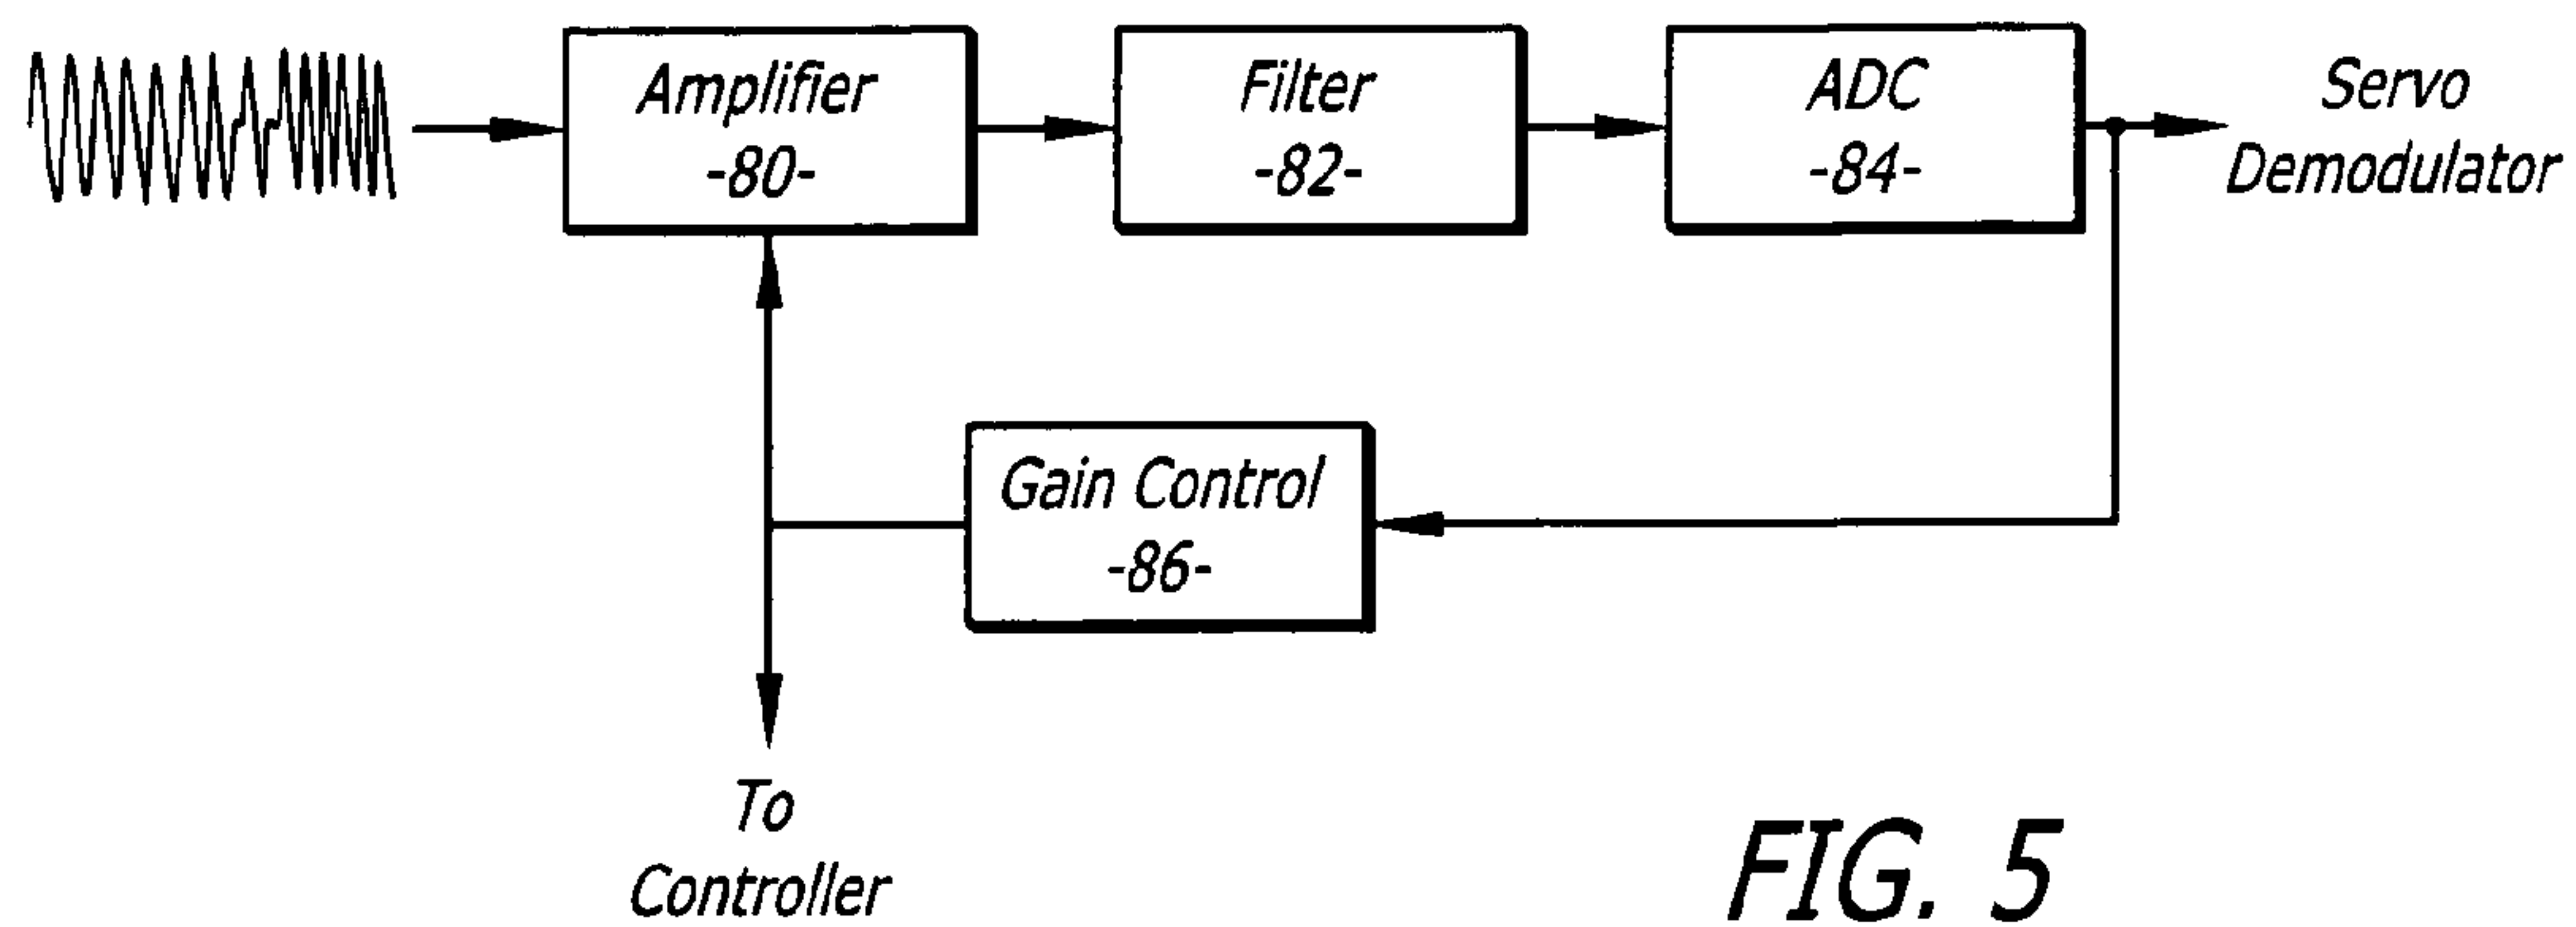 Amplifier
-80-
Filter
-82-
ADC
-84-
Servo
Demodulator
Gain Control
-86-
To
Controller
FIG. 5